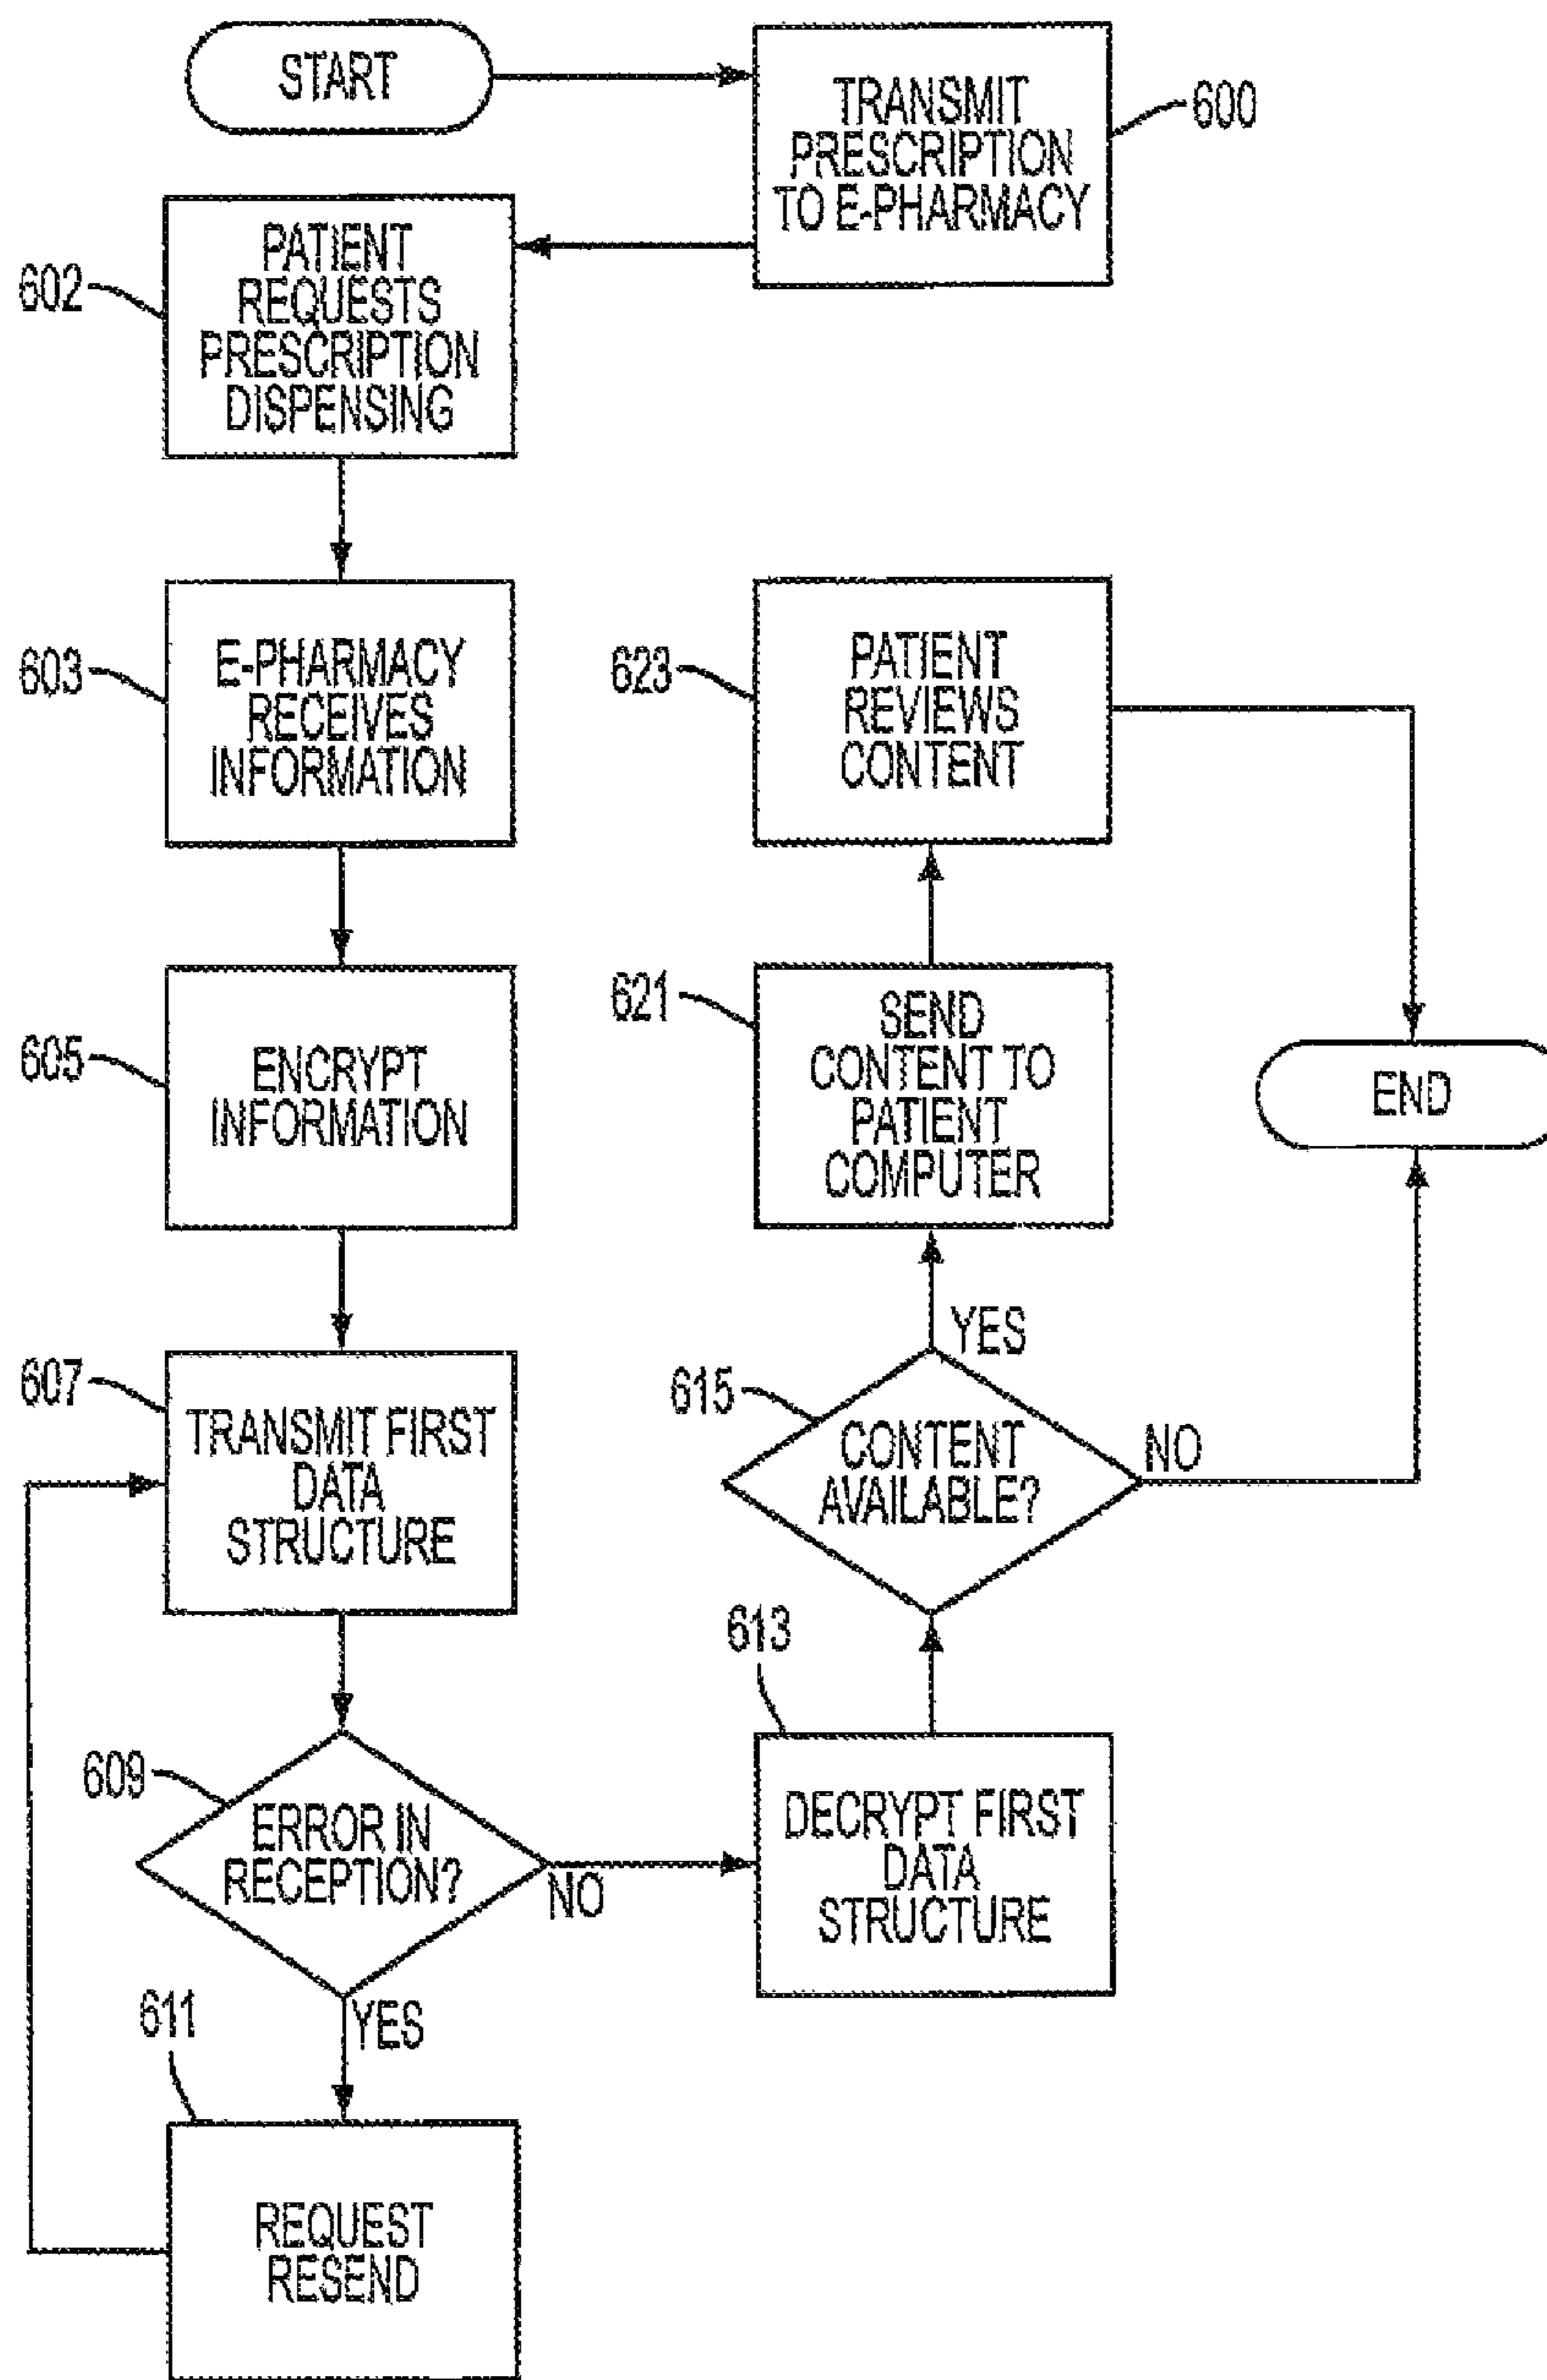 START
TRANSMIT
PRESCRIPTION
TO E-PHARMACY
600
602
PATIENT
REQUESTS
PRESCRIPTION
DISPENSING
603
E-PHARMACY
RECEIVES
INFORMATION
623
PATIENT
REVIEWS
CONTENT
605
ENCRYPT
INFORMATION
621
SEND
CONTENT TO
PATIENT
COMPUTER
END
YES
607
TRANSMIT FIRST
DATA
STRUCTURE
615
CONTENT
AVAILABLE?
NO
613
609
ERROR IN
RECEPTION?
NO
DECRYPT FIRST
DATA
STRUCTURE
YES
611
REQUEST
RESEND